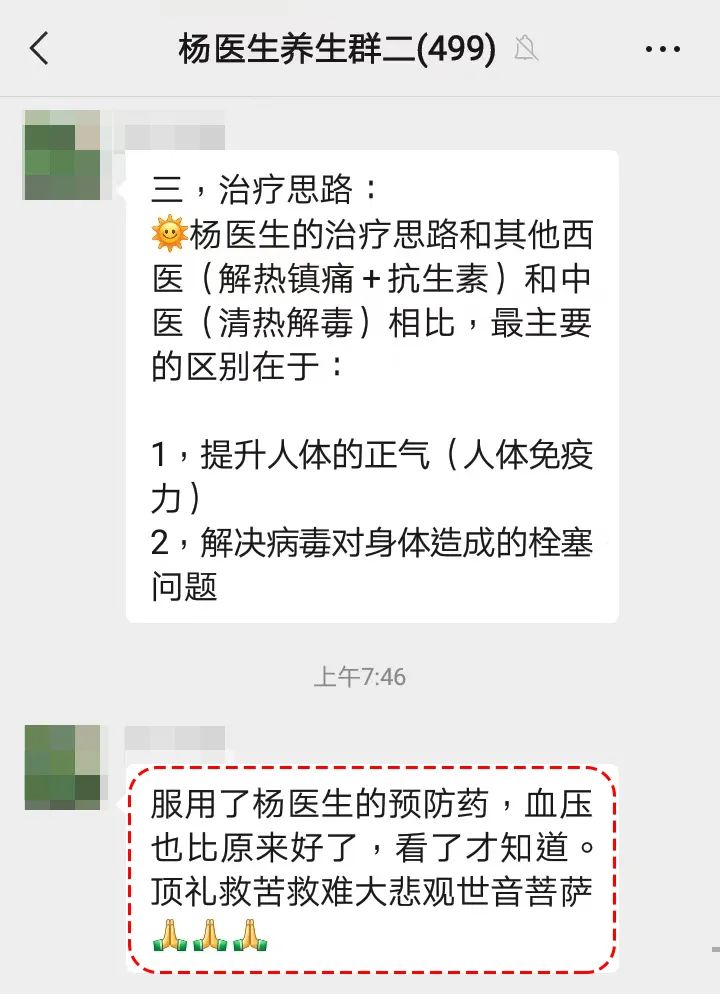 杨医生养生群二(499)
三，治疗思路：
🌞杨医生的治疗思路和其他西
医（解热镇痛+抗生素）和中
医（清热解毒）相比，最主要
的区别在于：
1，提升人体的正气（人体免疫
力）
2，解决病毒对身体造成的栓塞
问题
上午7:46
服用了杨医生的预防药，血压
也比原来好了，看了才知道。
顶礼救苦救难大悲观世音菩萨
🙏🙏🙏